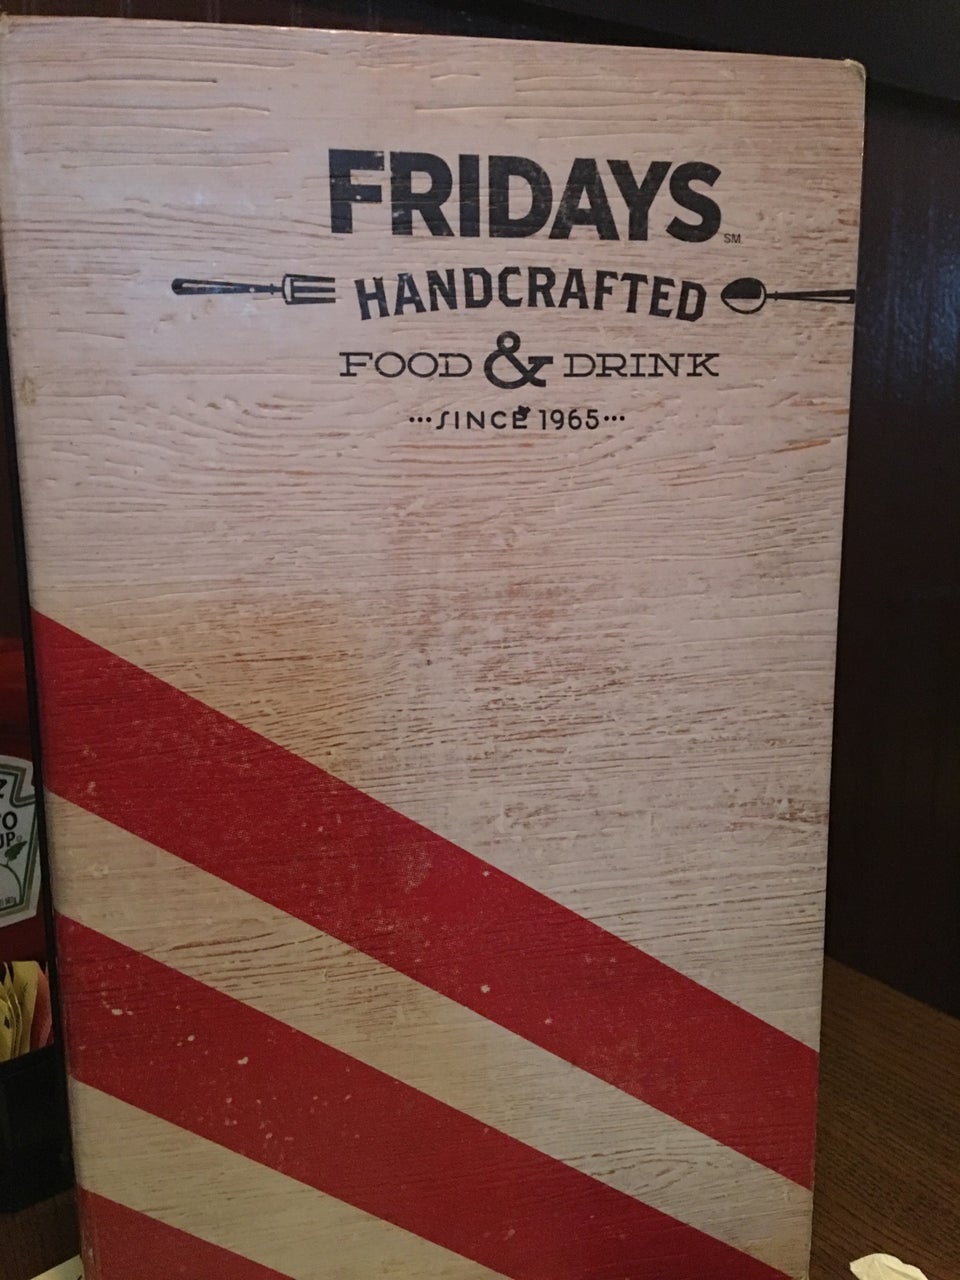 FRIDAYS
SM
HANDCRAFTED
FOOD & DRINK
...SINCE 1965...